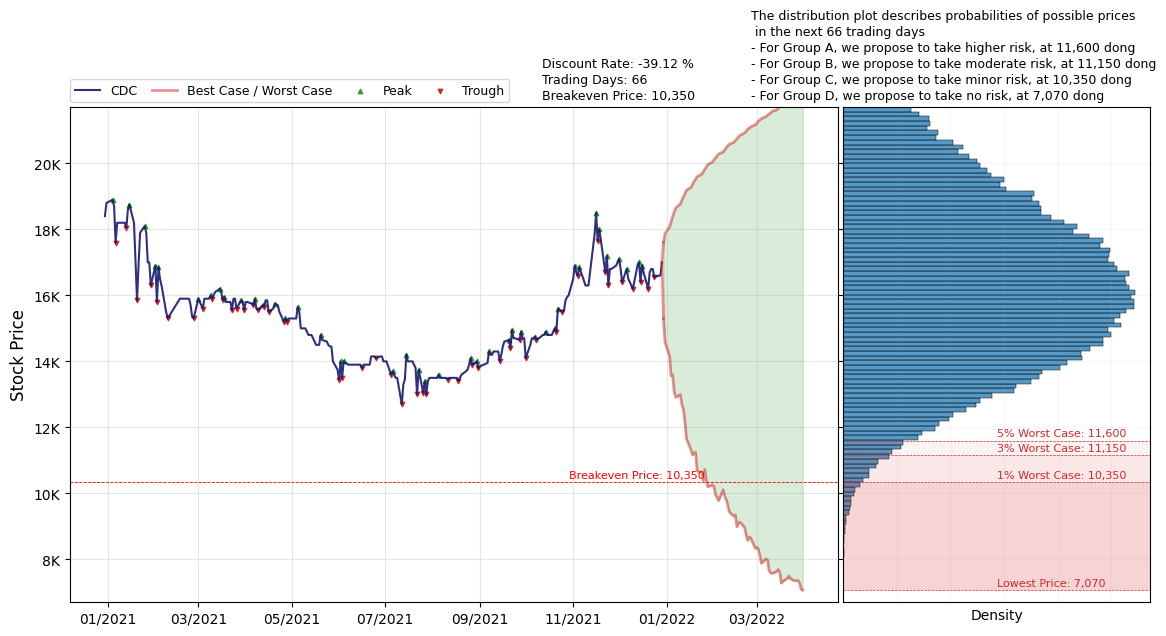 The distribution plot describes probabilities of possible prices
in the next 66 trading days
- For Group A, we propose to take higher risk, at 11,600 dong
- For Group B, we propose to take moderate risk, at 11,150 dong
- For Group C, we propose to take minor risk, at 10,350 dong
- For Group D, we propose to take no risk, at 7,070 dong
Discount Rate: -39.12 %
Trading Days: 66
Breakeven Price: 10,350
CDC
Best Case / Worst Case
Peak
Trough
Stock Price
20K
18K
16K
14K
12K
10K
8K
Breakeven Price: 10,350
5% Worst Case: 11,600
3% Worst Case: 11,150
1% Worst Case: 10,350
Lowest Price: 7,070
01/2021
03/2021
05/2021
07/2021
09/2021
11/2021
01/2022
03/2022
Density